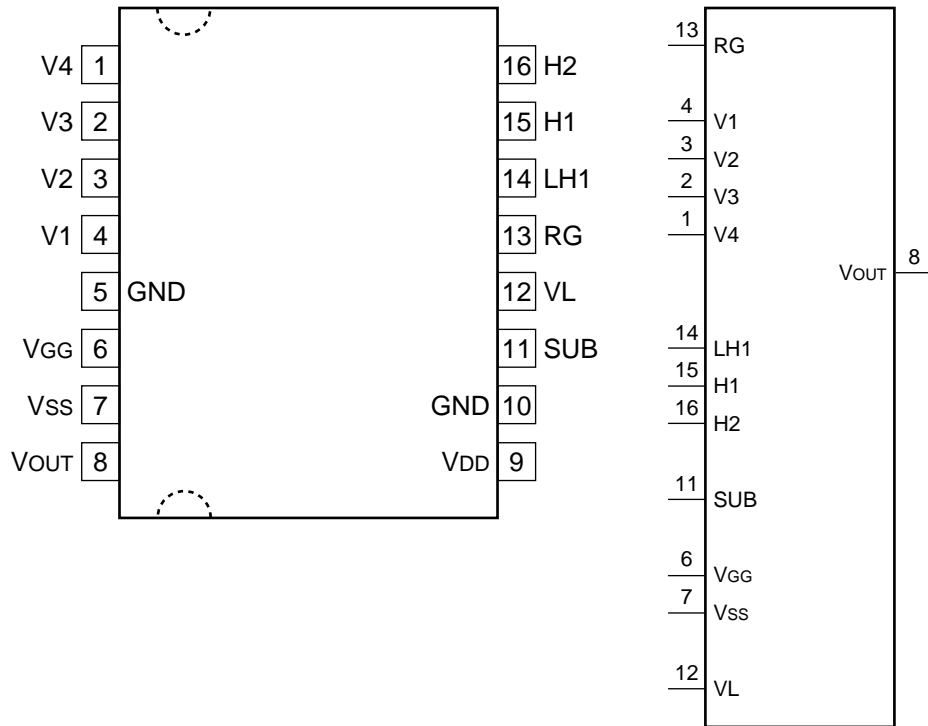 V4 1
V3 2
V2 3
V1 4
5 GND
VGG 6
VSS 7
VOUT 8
16 H2
15 H1
14 LH1
13 RG
12 VL
11 SUB
GND 10
VDD 9
13 RG
4 V1
3 V2
2 V3
1 V4
VOUT 8
14 LH1
15 H1
16 H2
11 SUB
6 VGG
7 VSS
12 VL